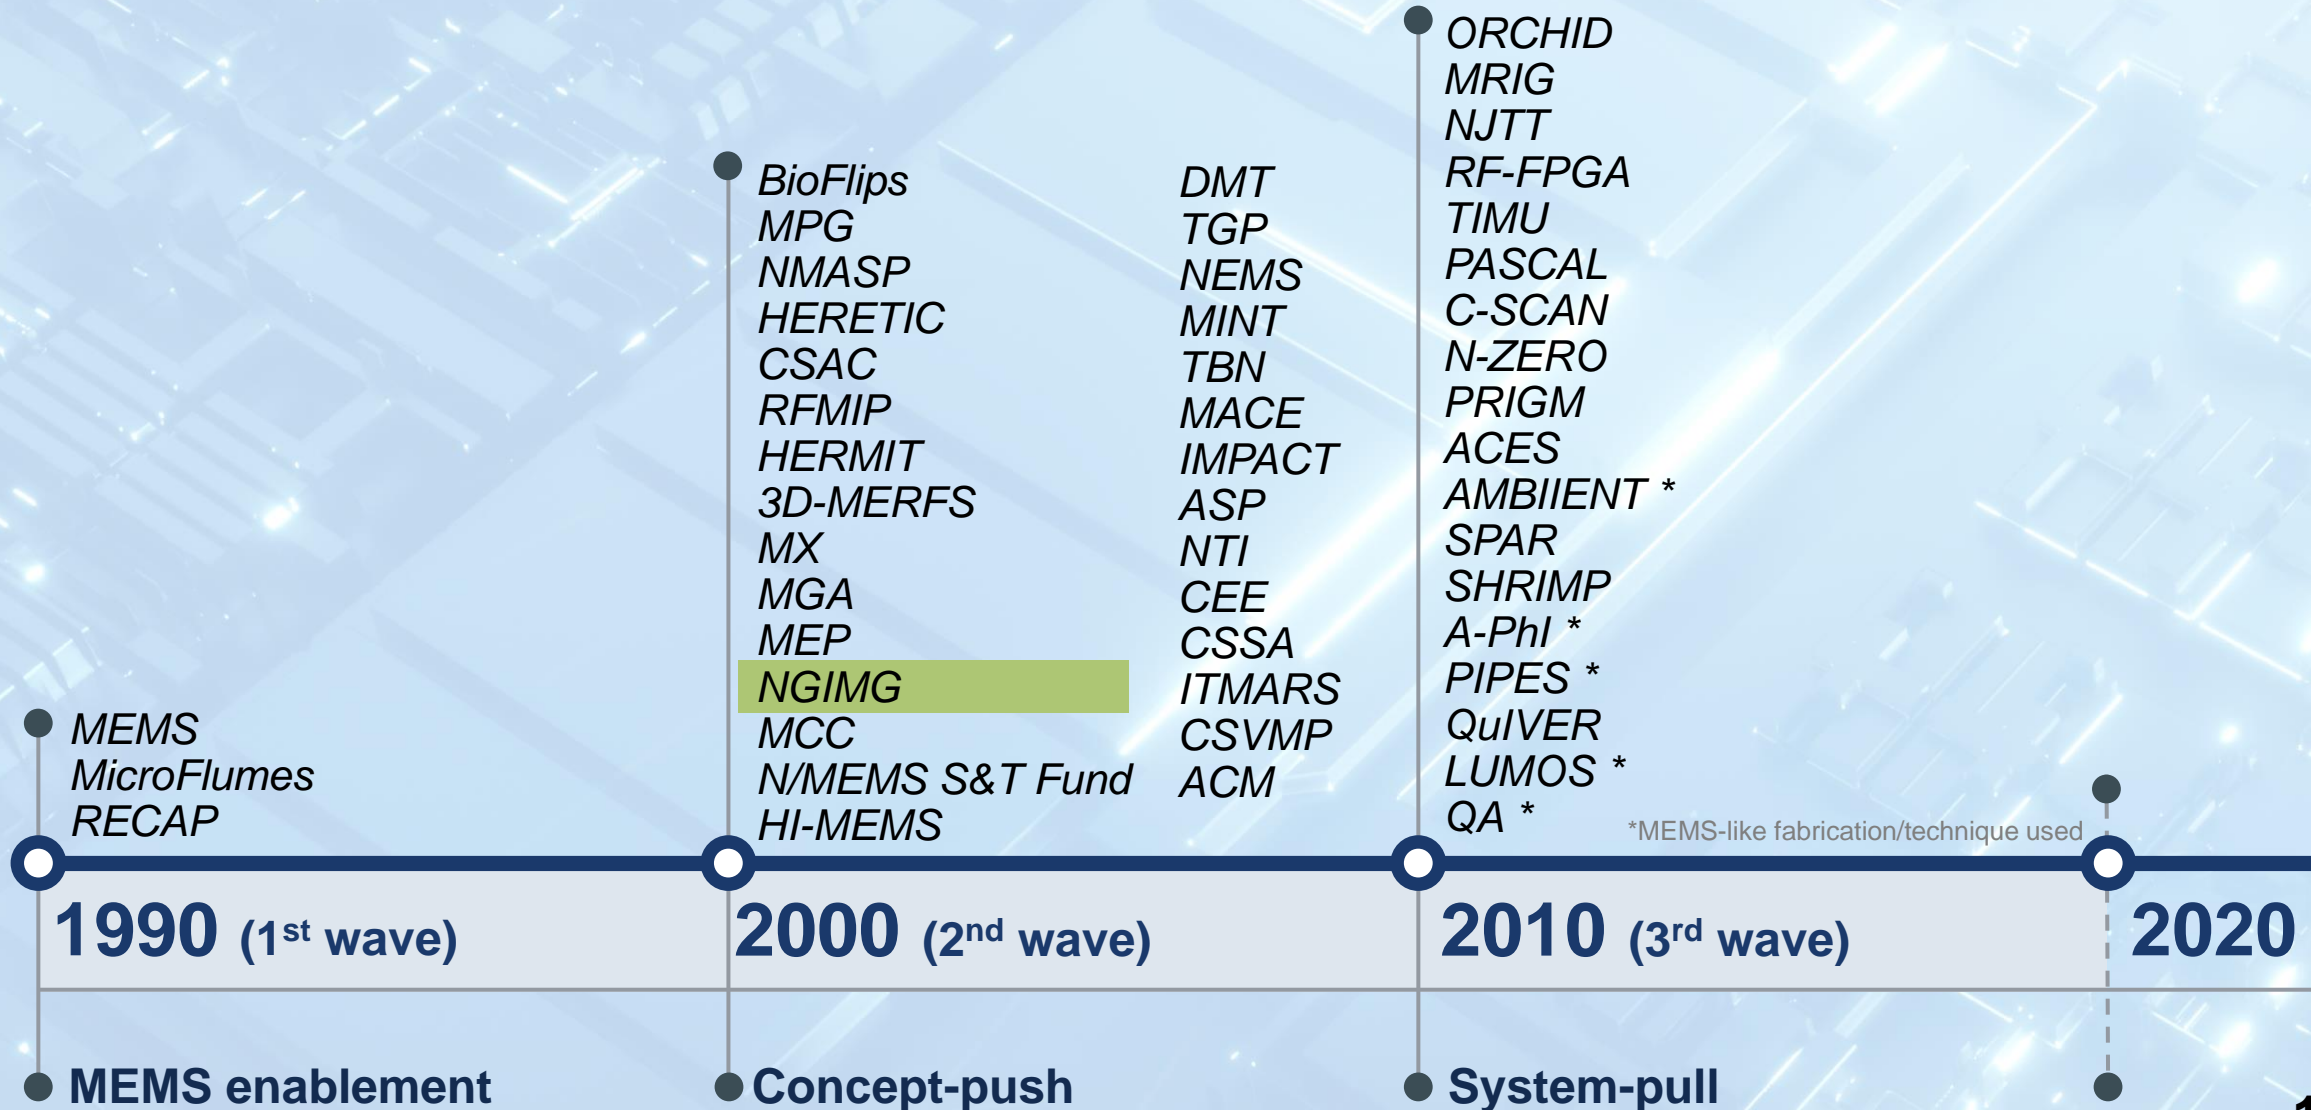 MEMS
MicroFlumes
RECAP
BioFlips
MPG
NMASP
HERETIC
CSAC
RFMIP
HERMIT
3D-MERFS
MX
MGA
MEP
NGIMG
MCC
N/MEMS S&T Fund
HI-MEMS
DMT
TGP
NEMS
MINT
TBN
MACE
IMPACT
ASP
NTI
CEE
CSSA
ITMARS
CSVMP
ACM
ORCHID
MRIG
NJTT
RF-FPGA
TIMU
PASCAL
C-SCAN
N-ZERO
PRIGM
ACES
AMBIIENT *
SPAR
SHRIMP
A-PhI *
PIPES *
QuIVER
LUMOS *
QA *
*MEMS-like fabrication/technique used
1990 (1st wave)
2000 (2nd wave)
2010 (3rd wave)
2020
MEMS enablement
Concept-push
System-pull